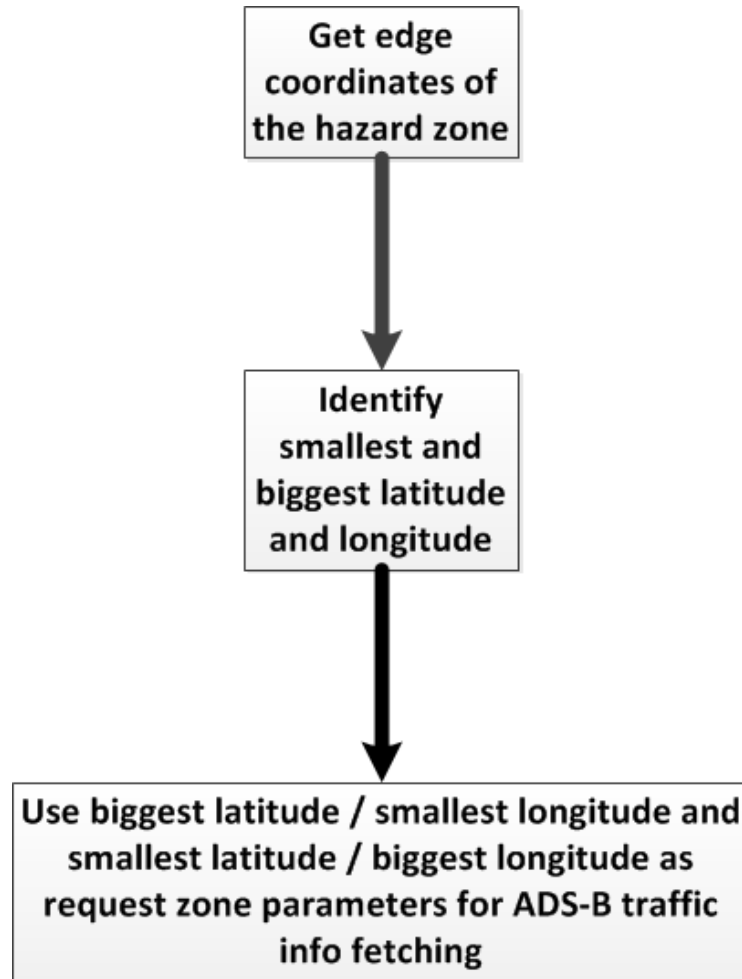 Get edge
coordinates of
the hazard zone
Identify
smallest and
biggest latitude
and longitude
Use biggest latitude / smallest longitude and
smallest latitude / biggest longitude as
request zone parameters for ADS-B traffic
info fetching